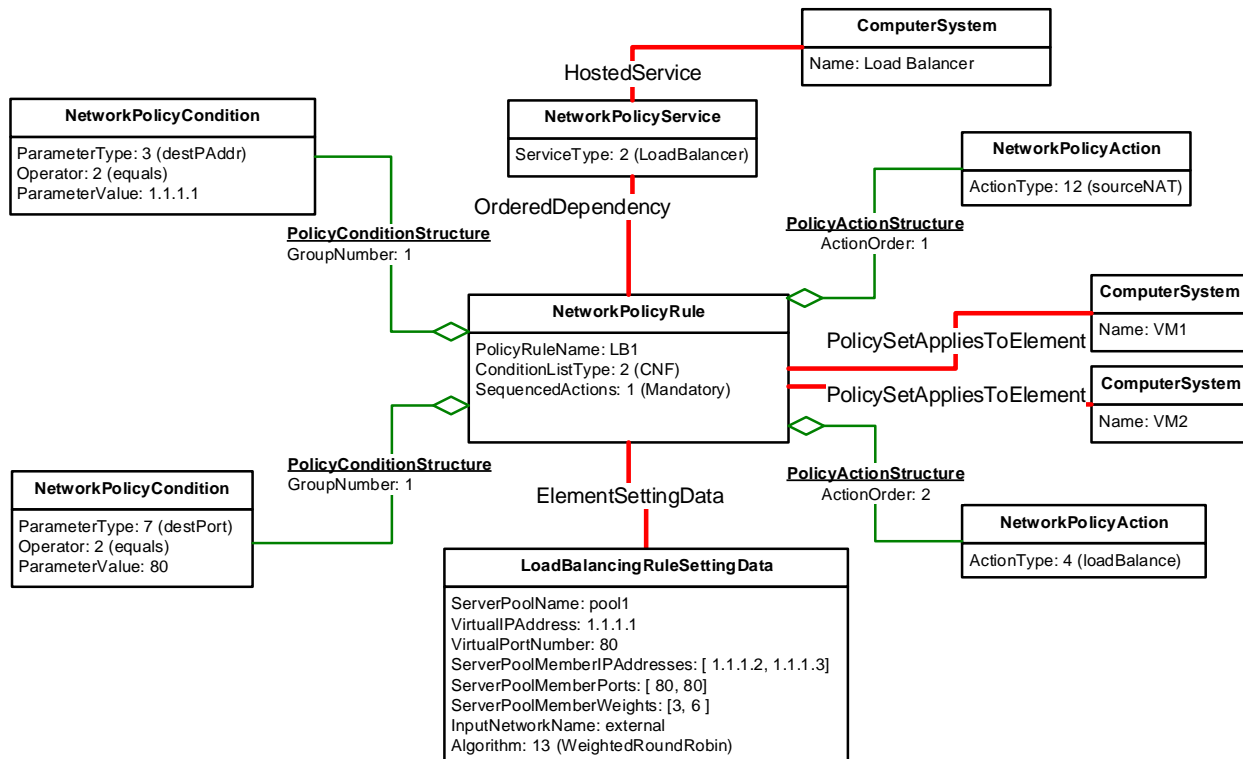 ComputerSystem
Name: Load Balancer
HostedService
NetworkPolicyCondition
ParameterType: 3 (destPAddr)
Operator: 2 (equals)
ParameterValue: 1.1.1.1
NetworkPolicyService
ServiceType: 2 (LoadBalancer)
NetworkPolicyAction
ActionType: 12 (sourceNAT)
OrderedDependency
PolicyConditionStructure
GroupNumber: 1
PolicyActionStructure
ActionOrder: 1
NetworkPolicyRule
PolicyRuleName: LB1
ConditionListType: 2 (CNF)
SequencedActions: 1 (Mandatory)
ComputerSystem
Name: VM1
PolicySetAppliesToElement
ComputerSystem
Name: VM2
PolicySetAppliesToElement
PolicyConditionStructure
GroupNumber: 1
PolicyActionStructure
ActionOrder: 2
NetworkPolicyCondition
ParameterType: 7 (destPort)
Operator: 2 (equals)
ParameterValue: 80
ElementSettingData
NetworkPolicyAction
ActionType: 4 (loadBalance)
LoadBalancingRuleSettingData
ServerPoolName: pool1
VirtualIPAddress: 1.1.1.1
VirtualPortNumber: 80
ServerPoolMemberIPAddresses: [ 1.1.1.2, 1.1.1.3]
ServerPoolMemberPorts: [ 80, 80]
ServerPoolMemberWeights: [3, 6 ]
InputNetworkName: external
Algorithm: 13 (WeightedRoundRobin)